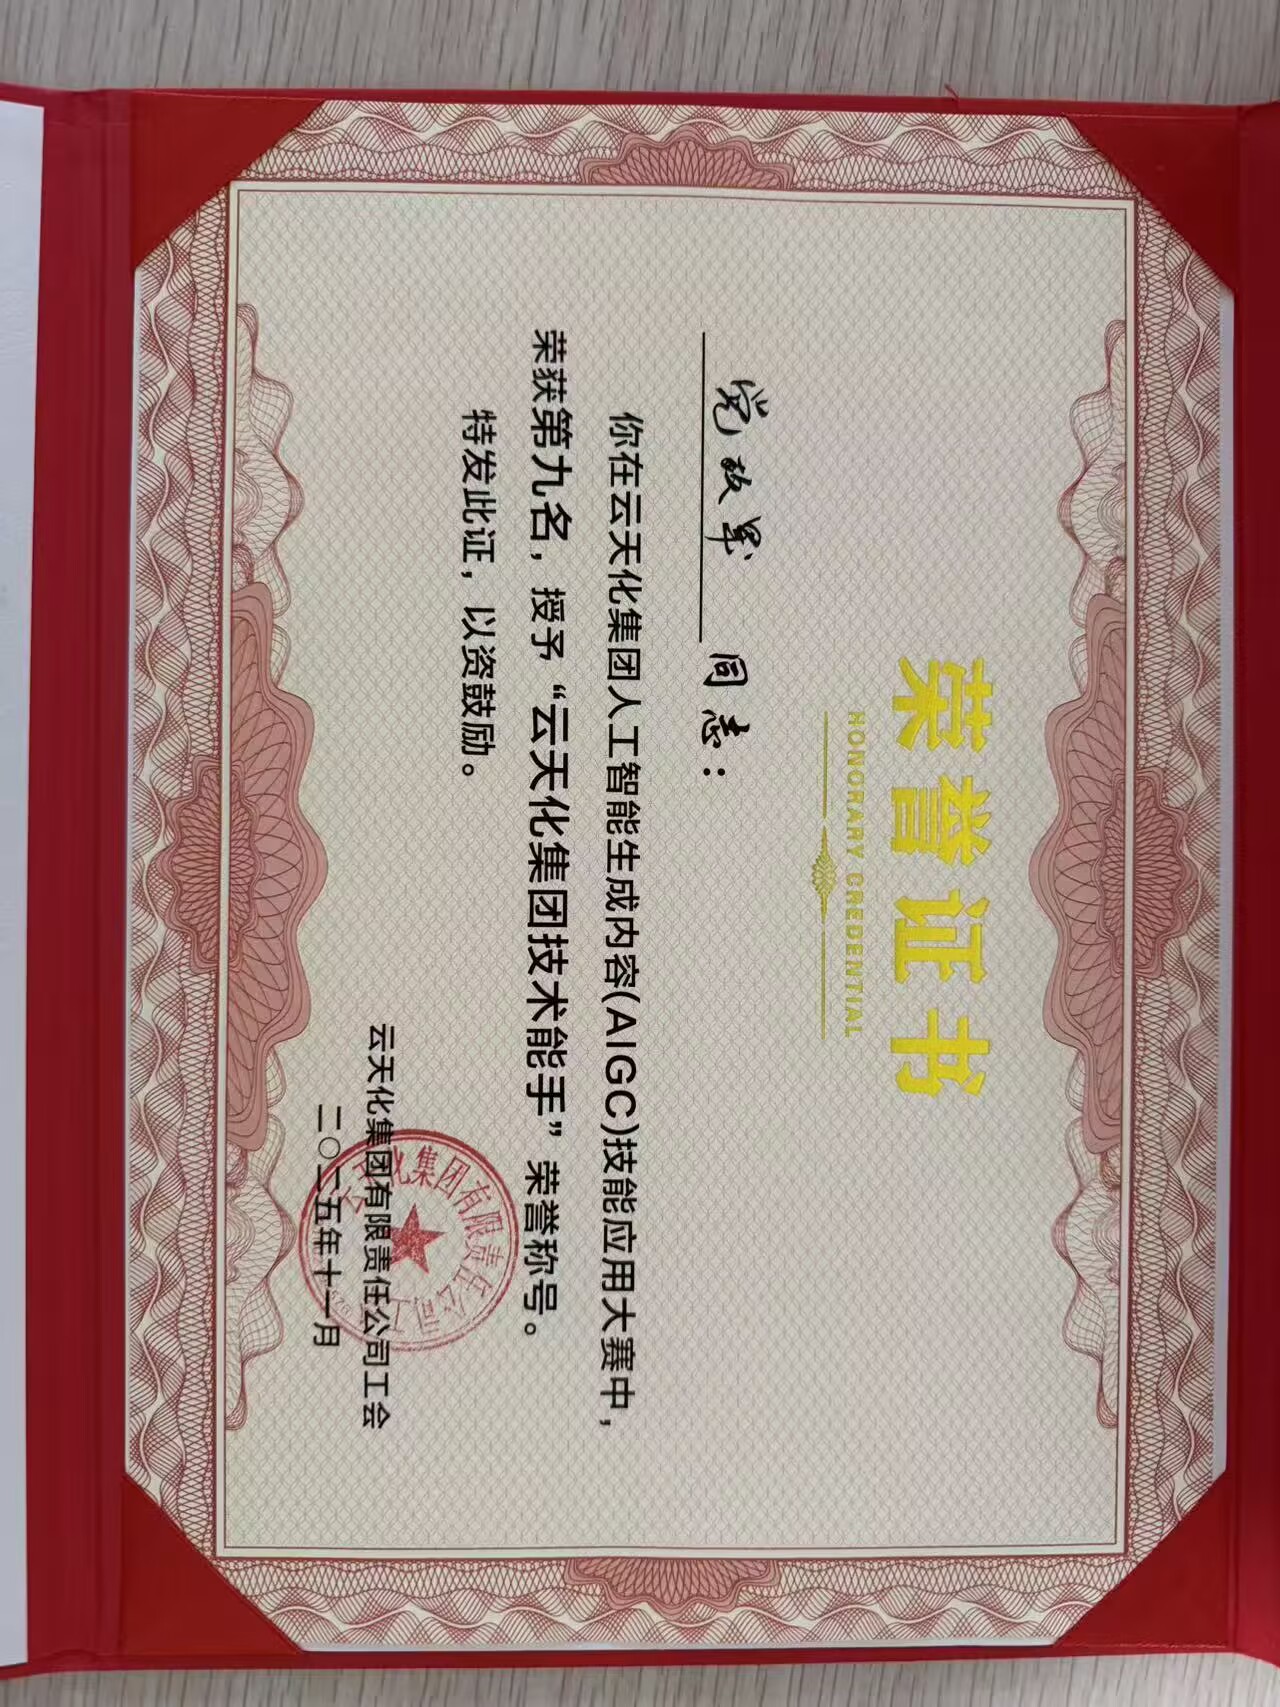 荣誉证书
HONORARY CREDENTIAL
党政军 同志：
你在云天化集团人工智能生成内容(AIGC)技能应用大赛中，
荣获第九名，授予“云天化集团技术能手”荣誉称号。
特发此证，以资鼓励。
云天化集团有限责任公司工会
二〇二五年十一月